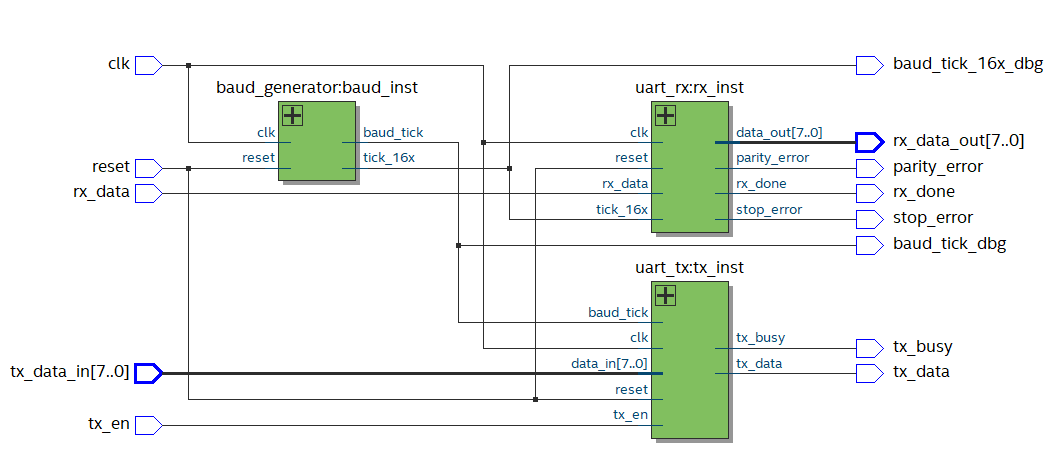 clk
baud_generator:baud_inst
clk
reset
baud_tick
tick_16x
reset
rx_data
tx_data_in[7..0]
tx_en
uart_rx:rx_inst
clk
reset
rx_data
tick_16x
data_out[7..0]
parity_error
rx_done
stop_error
uart_tx:tx_inst
baud_tick
clk
data_in[7..0]
reset
tx_en
tx_busy
tx_data
baud_tick_16x_dbg
rx_data_out[7..0]
parity_error
rx_done
stop_error
baud_tick_dbg
tx_busy
tx_data